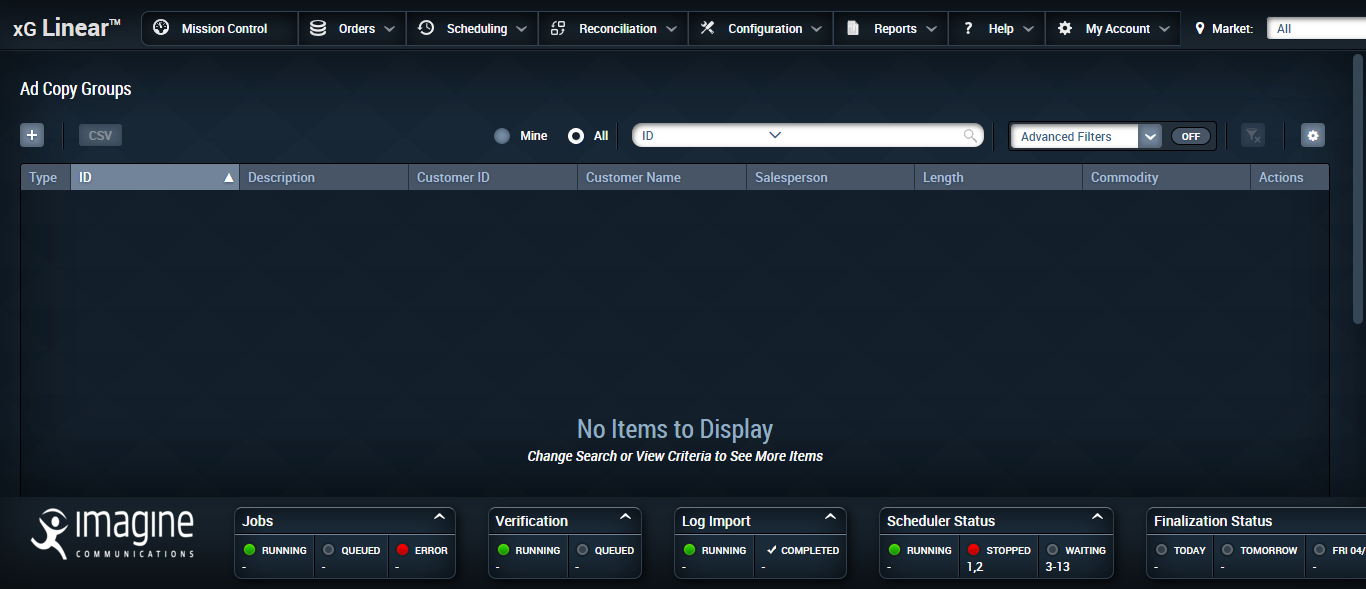 xG Linear™ Mission Control Orders Scheduling Reconciliation Configuration Reports ? Help My Account Market: All
Ad Copy Groups
+ CSV Mine All ID Advanced Filters OFF
Type ID Description Customer ID Customer Name Salesperson Length Commodity Actions
No Items to Display
Change Search or View Criteria to See More Items
imagine
COMMUNICATIONS
Jobs
RUNNING QUEUED ERROR
- - -
Verification
RUNNING QUEUED
- -
Log Import
RUNNING COMPLETED
- -
Scheduler Status
RUNNING STOPPED WAITING
- 1,2 3-13
Finalization Status
TODAY TOMORROW FRI 04/
- - -